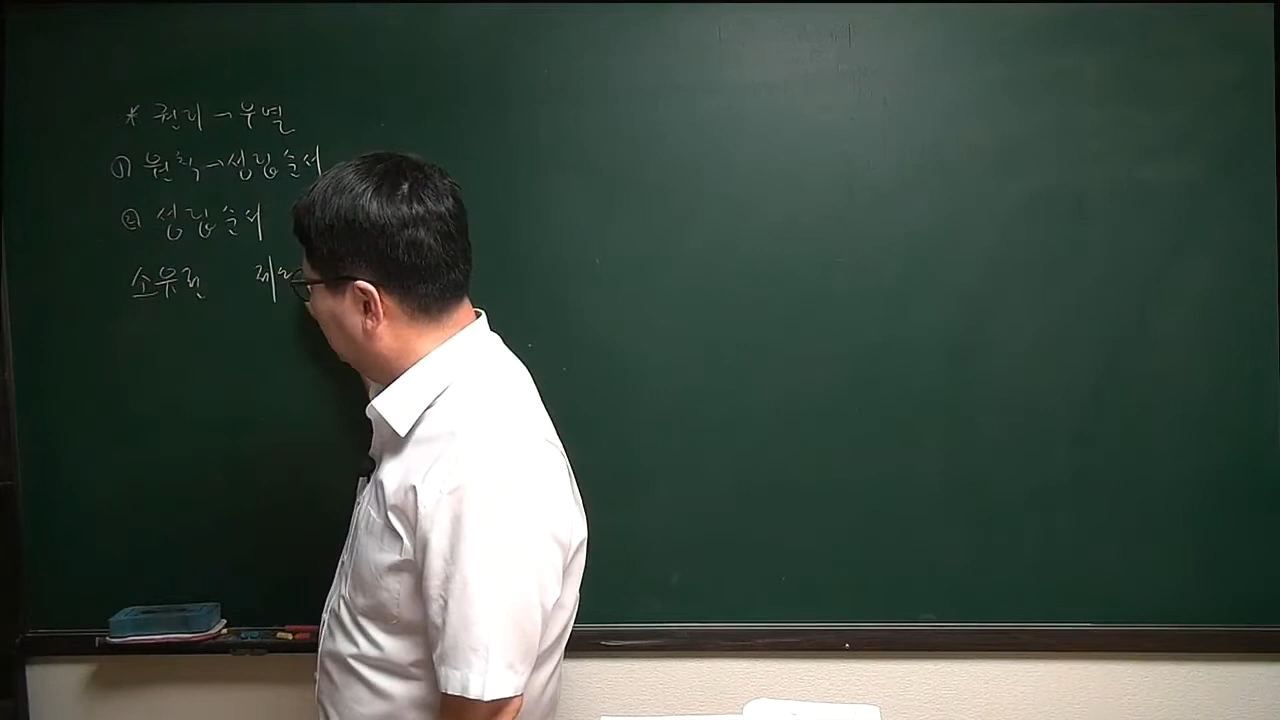 * 권리→우열
① 원칙→성립순서
② 성립순서
소유권 제